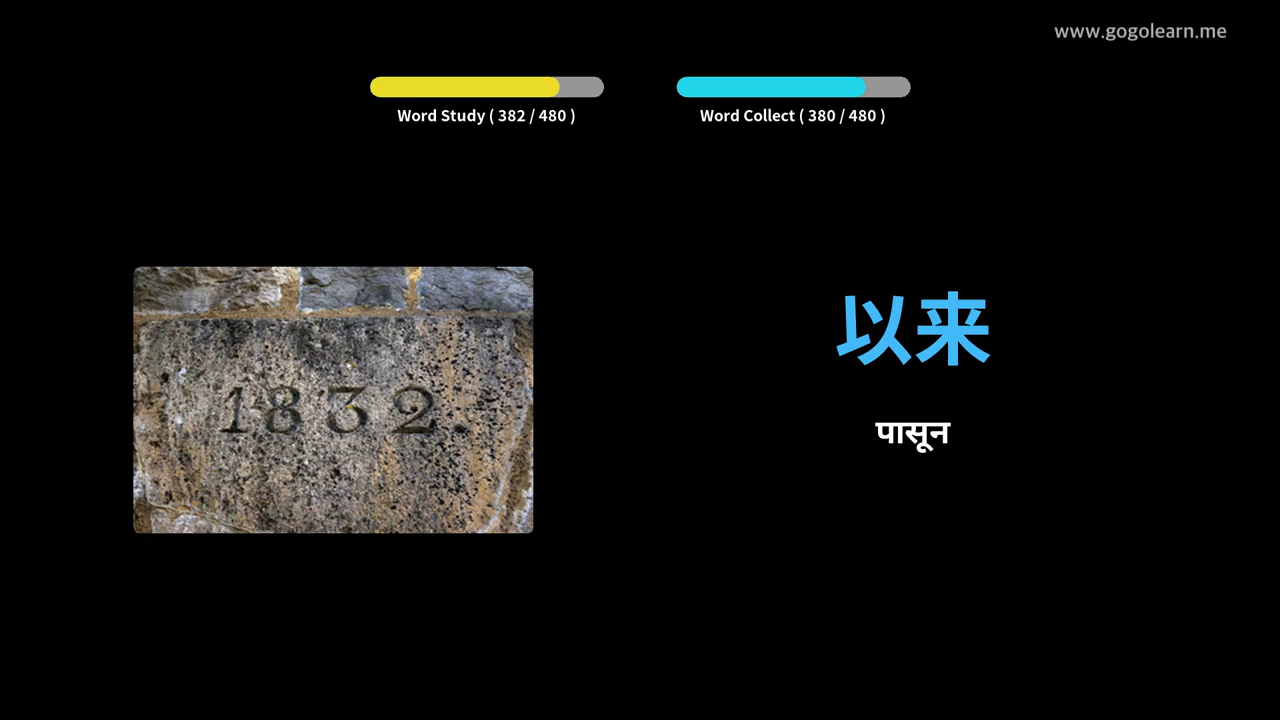 www.gogolearn.me
Word Study ( 382 / 480 )
Word Collect ( 380 / 480 )
1832.
以来
पासून